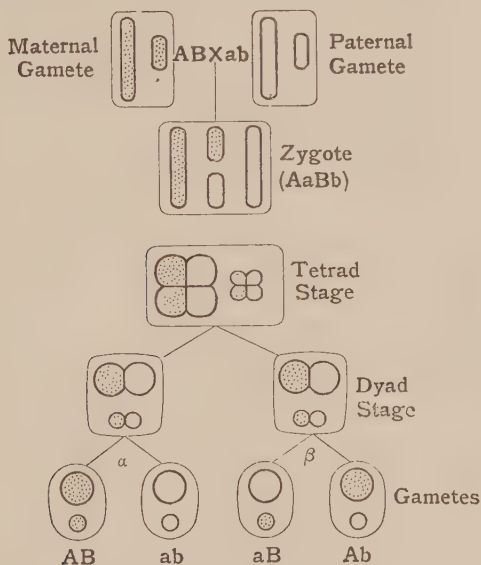 Maternal
Gamete
ABXab
Paternal
Gamete
Zygote
(AaBb)
Tetrad
Stage
Dyad
Stage
α
β
Gametes
AB
ab
aB
Ab